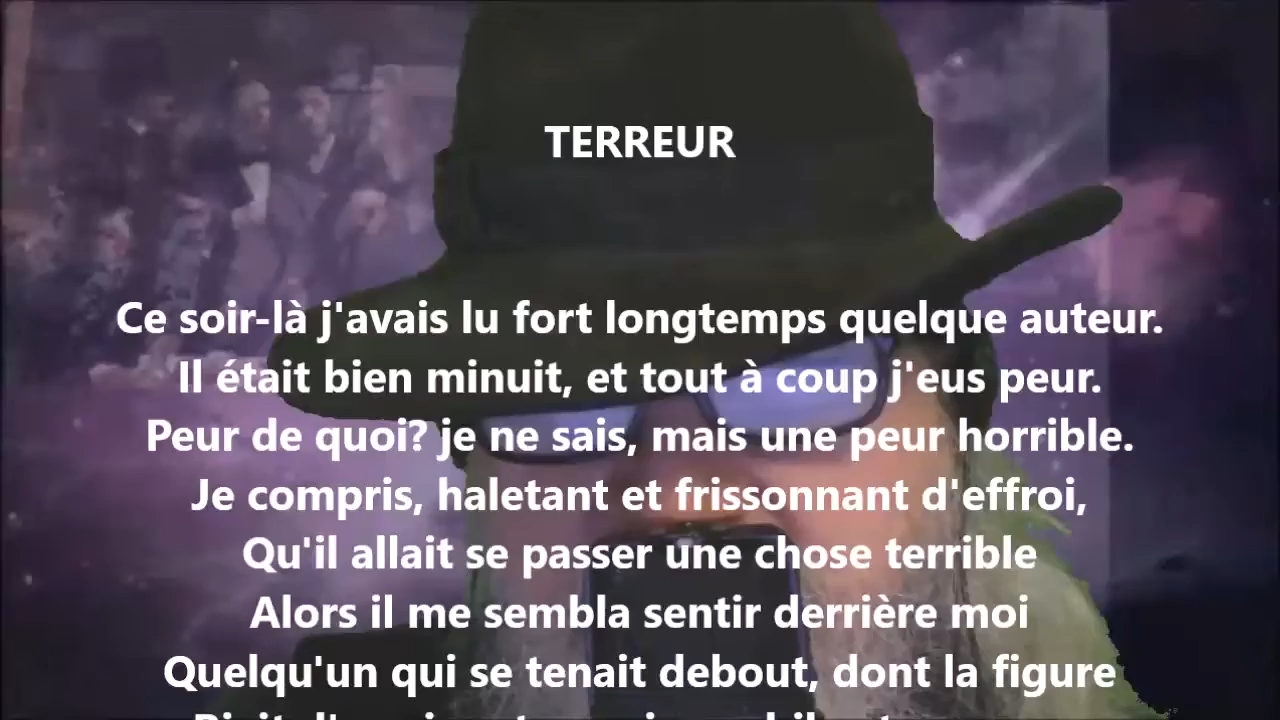 TERREUR
Ce soir-là j'avais lu fort longtemps quelque auteur.
Il était bien minuit, et tout à coup j'eus peur.
Peur de quoi? je ne sais, mais une peur horrible.
Je compris, haletant et frissonnant d'effroi,
Qu'il allait se passer une chose terrible
Alors il me sembla sentir derrière moi
Quelqu'un qui se tenait debout, dont la figure